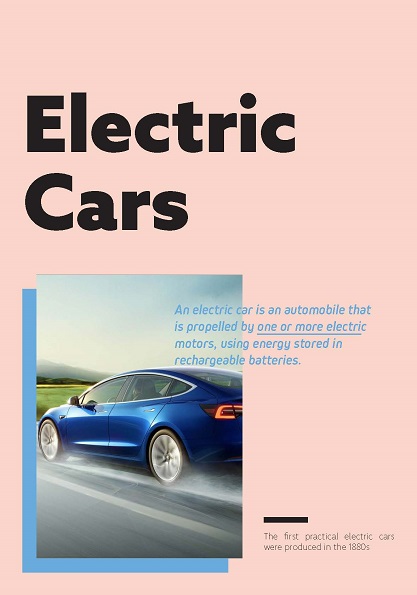 Electric
Cars
An electric car is an automobile that
is propelled by one or more electric
motors, using energy stored in
rechargeable batteries.
The first practical electric cars
were produced in the 1880s